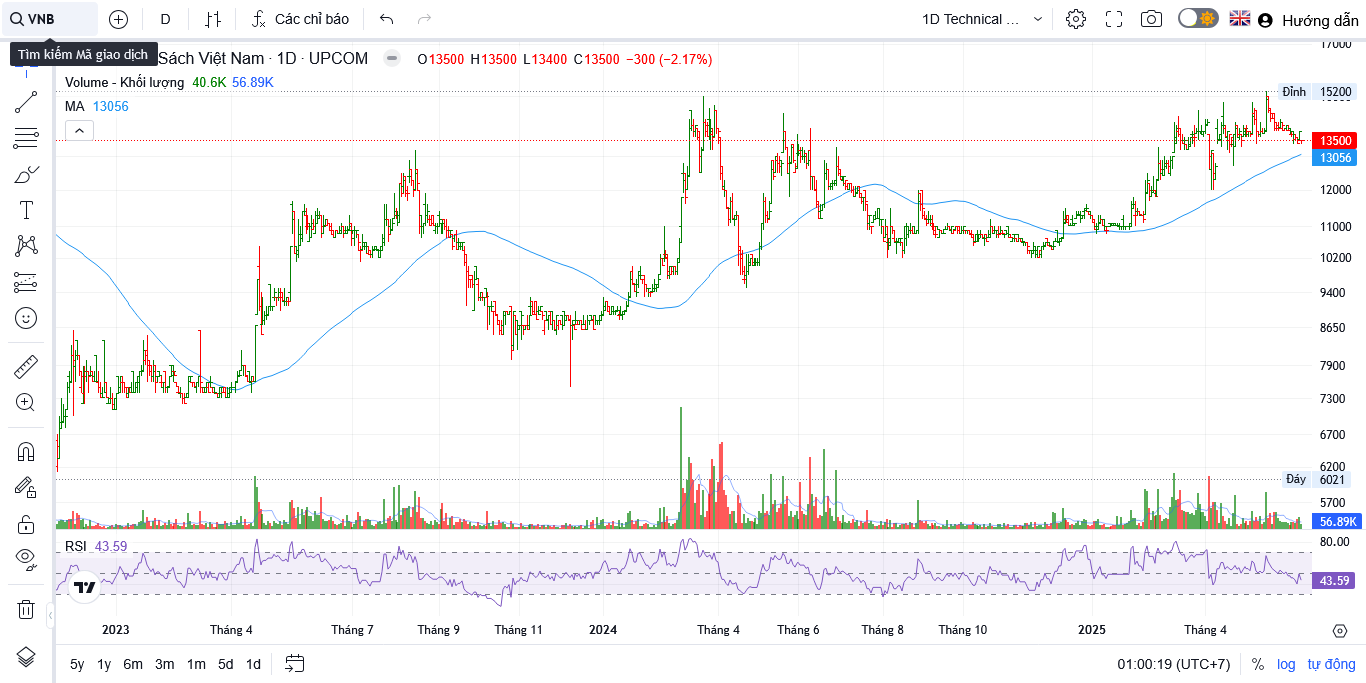 VNB
D
Các chỉ báo
1D Technical ...
Hướng dẫn
Tìm kiếm Mã giao dịch
Sách Việt Nam · 1D · UPCOM
O13500 H13500 L13400 C13500 −300 (−2.17%)
Volume - Khối lượng 40.6K 56.89K
MA 13056
17000
Đỉnh 15200
13500
13056
12000
11000
10200
9400
8650
7900
7300
6700
6200
Đáy 6021
5700
56.89K
RSI 43.59
80.00
43.59
2023 Tháng 4 Tháng 7 Tháng 9 Tháng 11 2024 Tháng 4 Tháng 6 Tháng 8 Tháng 10 2025 Tháng 4
5y 1y 6m 3m 1m 5d 1d
01:00:19 (UTC+7)
% log tự động